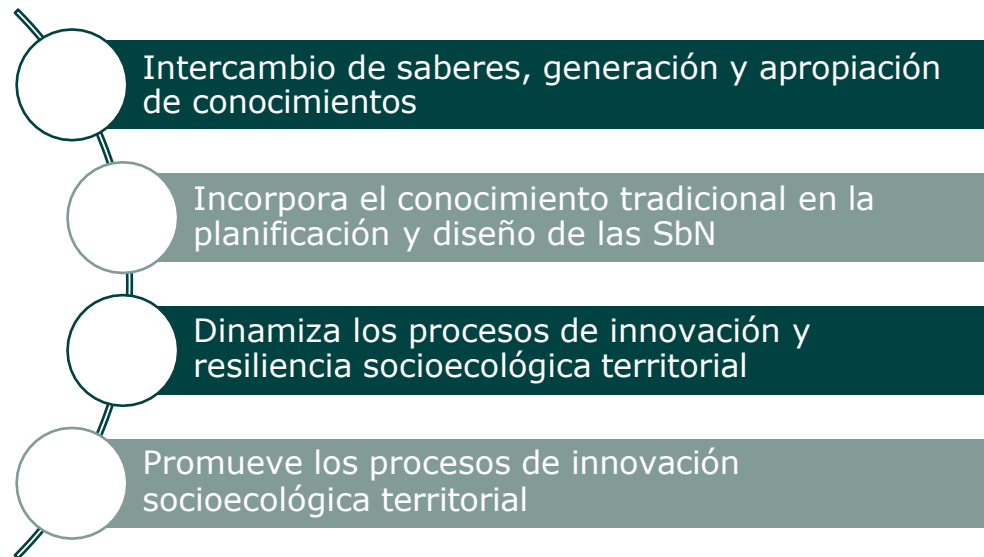 Intercambio de saberes, generación y apropiación
de conocimientos
Incorpora el conocimiento tradicional en la
planificación y diseño de las SbN
Dinamiza los procesos de innovación y
resiliencia socioecológica territorial
Promueve los procesos de innovación
socioecológica territorial